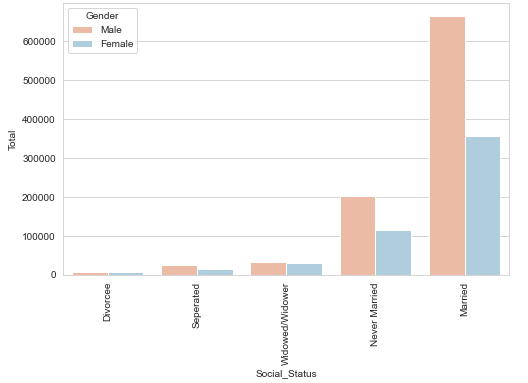 Gender
Male
Female
600000
500000
400000
300000
200000
100000
0
Total
Divorcee
Seperated
Widowed/Widower
Never Married
Married
Social_Status